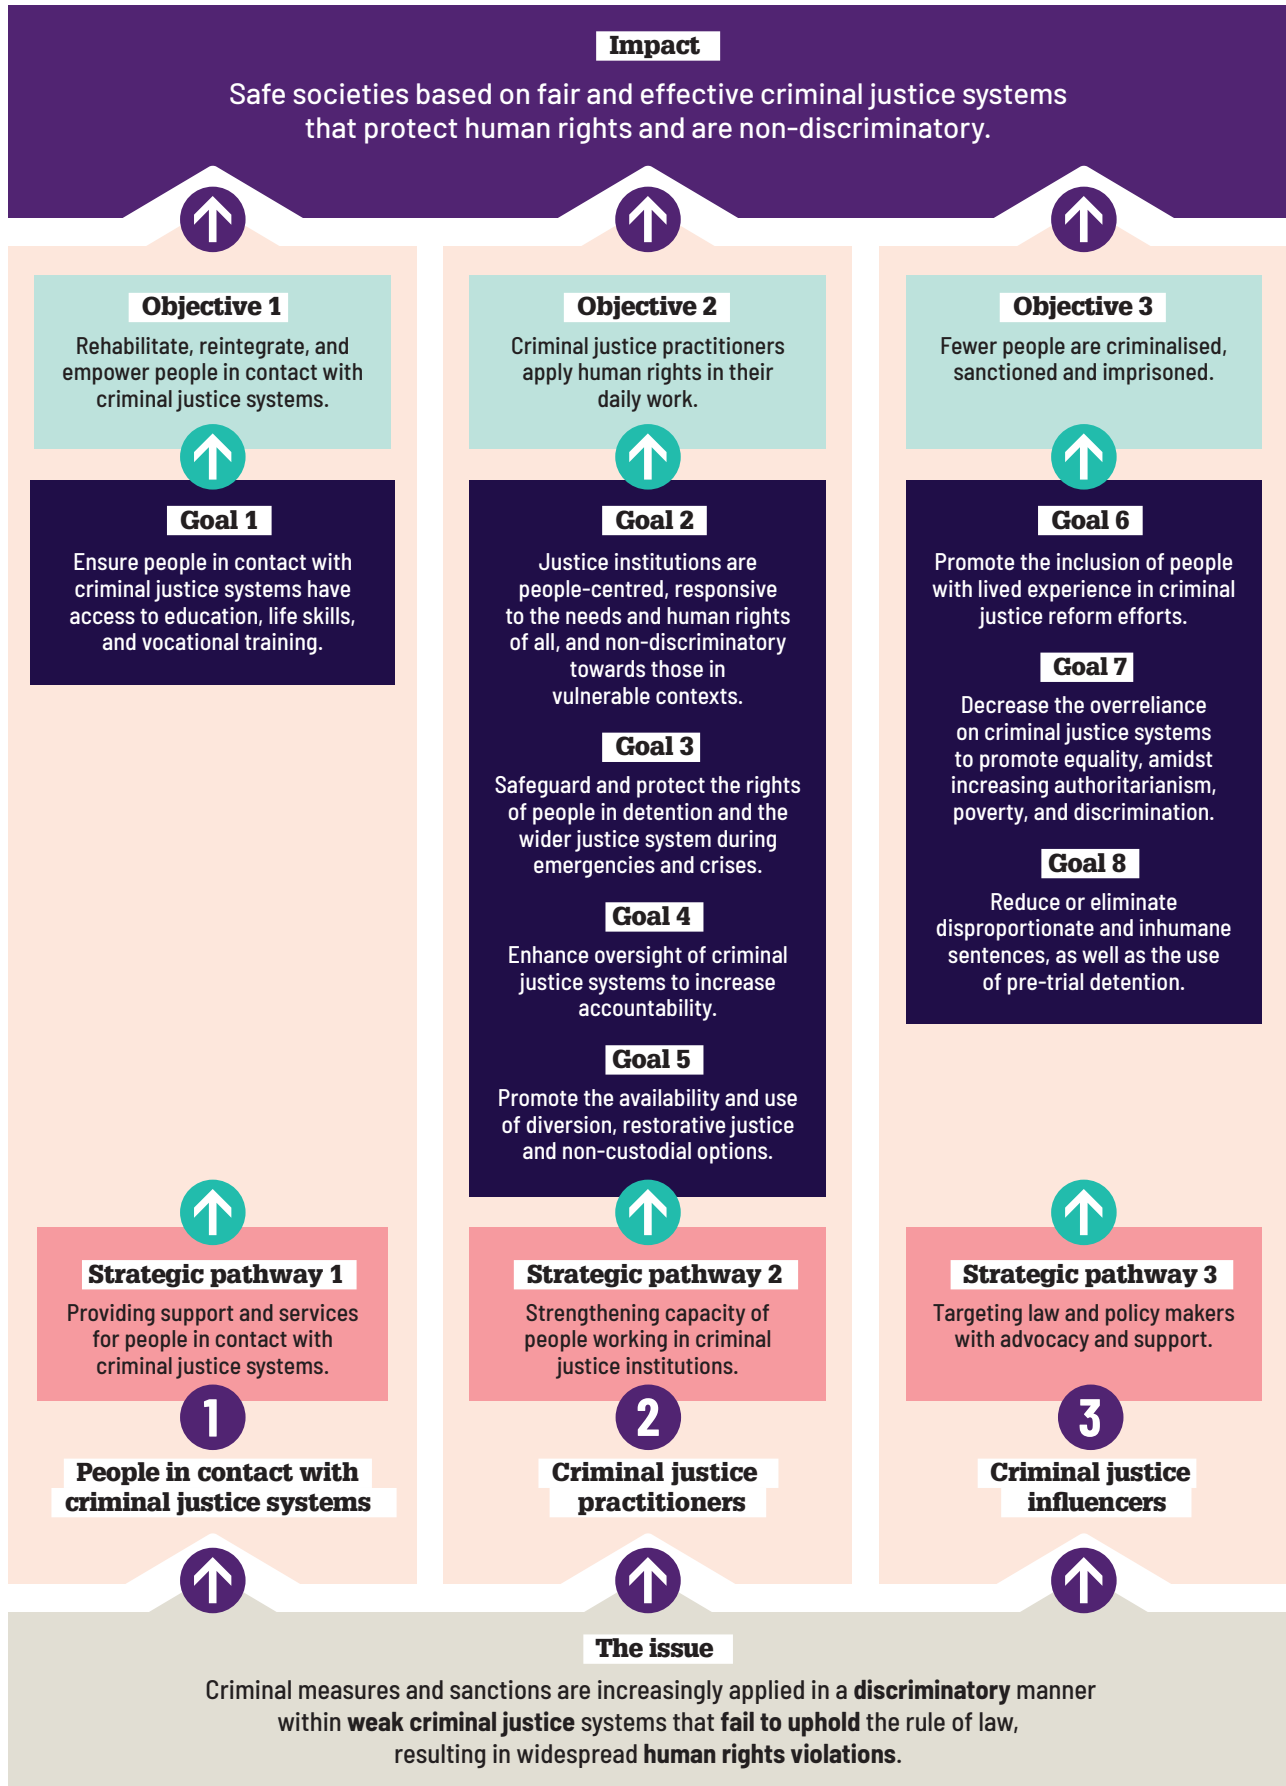 Impact
Safe societies based on fair and effective criminal justice systems
that protect human rights and are non-discriminatory.
Objective 1
Rehabilitate, reintegrate, and
empower people in contact with
criminal justice systems.
Goal 1
Ensure people in contact with
criminal justice systems have
access to education, life skills,
and vocational training.
Strategic pathway 1
Providing support and services
for people in contact with
criminal justice systems.
1
People in contact with
criminal justice systems
Objective 2
Criminal justice practitioners
apply human rights in their
daily work.
Goal 2
Justice institutions are
people-centred, responsive
to the needs and human rights
of all, and non-discriminatory
towards those in
vulnerable contexts.
Goal 3
Safeguard and protect the rights
of people in detention and the
wider justice system during
emergencies and crises.
Goal 4
Enhance oversight of criminal
justice systems to increase
accountability.
Goal 5
Promote the availability and use
of diversion, restorative justice
and non-custodial options.
Strategic pathway 2
Strengthening capacity of
people working in criminal
justice institutions.
2
Criminal justice
practitioners
Objective 3
Fewer people are criminalised,
sanctioned and imprisoned.
Goal 6
Promote the inclusion of people
with lived experience in criminal
justice reform efforts.
Goal 7
Decrease the overreliance
on criminal justice systems
to promote equality, amidst
increasing authoritarianism,
poverty, and discrimination.
Goal 8
Reduce or eliminate
disproportionate and inhumane
sentences, as well as the use
of pre-trial detention.
Strategic pathway 3
Targeting law and policy makers
with advocacy and support.
3
Criminal justice
influencers
The issue
Criminal measures and sanctions are increasingly applied in a discriminatory manner
within weak criminal justice systems that fail to uphold the rule of law,
resulting in widespread human rights violations.